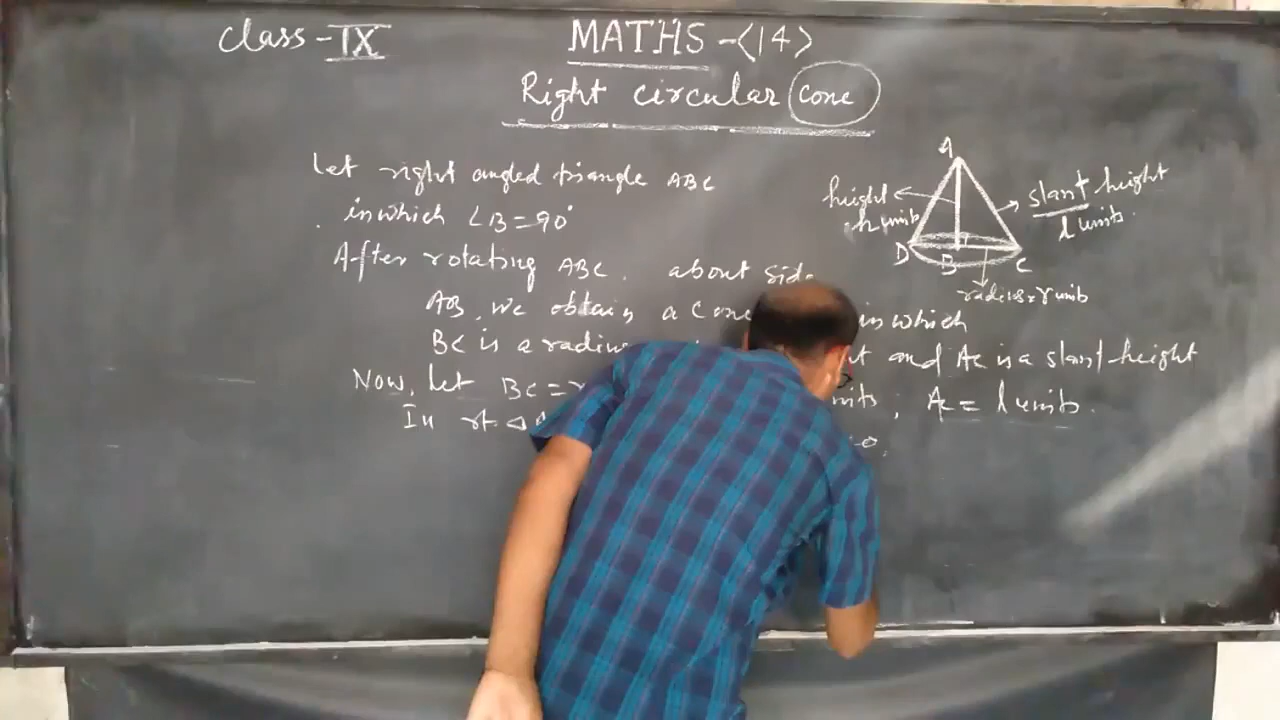 class-IX
MATHS -<14>
Right circular cone
Let right angled triangle ABC
in which ∠B=90°
After rotating ABC. about side
AB, we obtain a cone in which
BC is a radius and AC is a slant height
Now, let BC = units; AC = l units.
In rt. △
A
height
h units
slant height
l units.
D
B
C
radius=r units